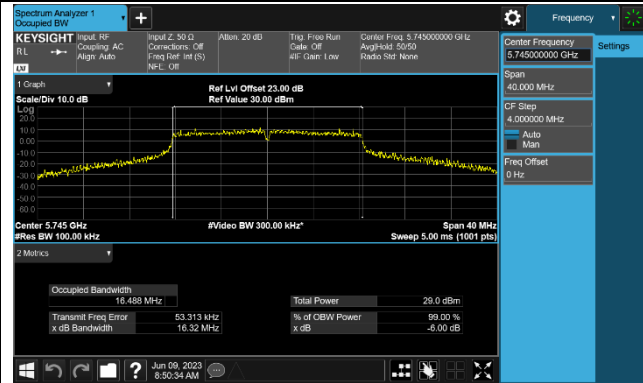 Spectrum Analyzer 1
Occupied BW
Frequency
KEYSIGHT
RL
LXI
Input: RF
Coupling: AC
Align: Auto
Input Z: 50 Ω
Corrections: Off
Freq Ref: Int (S)
NFE: Off
Atten: 20 dB
Trig: Free Run
Gate: Off
#IF Gain: Low
Center Freq: 5.745000000 GHz
Avg|Hold: 50/50
Radio Std: None
Center Frequency
5.745000000 GHz
Settings
Span
40.000 MHz
CF Step
4.000000 MHz
Auto
Man
Freq Offset
0 Hz
1 Graph
Scale/Div 10.0 dB
Ref Lvl Offset 23.00 dB
Ref Value 30.00 dBm
Log
20.0
10.0
0.00
-10.0
-20.0
-30.0
-40.0
-50.0
-60.0
Center 5.745 GHz
#Video BW 300.00 kHz*
Span 40 MHz
#Res BW 100.00 kHz
Sweep 5.00 ms (1001 pts)
2 Metrics
Occupied Bandwidth
16.488 MHz
Total Power 29.0 dBm
Transmit Freq Error 53.313 kHz
% of OBW Power 99.00 %
x dB Bandwidth 16.32 MHz
x dB -6.00 dB
?
Jun 09, 2023
8:50:34 AM